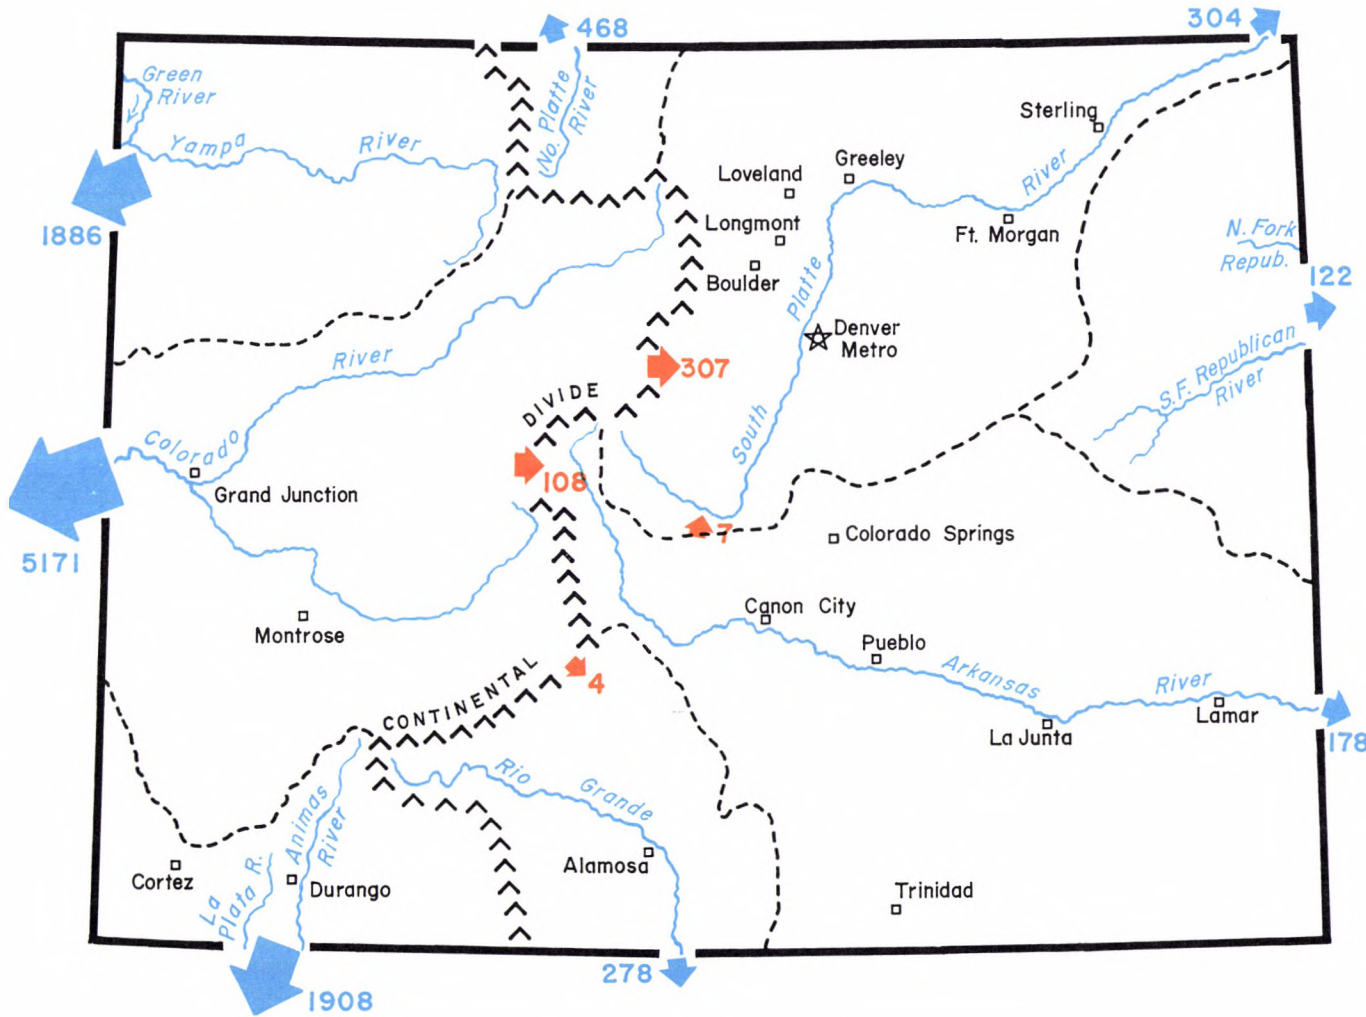 468
304
Green
River
No. Platte
River
Yampa
River
Sterling
River
Greeley
Loveland
Longmont
Ft. Morgan
1886
N. Fork
Repub.
122
Boulder
Platte
Denver
Metro
River
307
S.F. Republican
River
DIVIDE
South
Colorado
108
Grand Junction
7
Colorado Springs
5171
Canon City
Montrose
Pueblo
Arkansas
River
CONTINENTAL
4
Lamar
La Junta
178
Rio
Grande
Animas
River
Alamosa
Cortez
La
Plata R.
Durango
Trinidad
278
1908